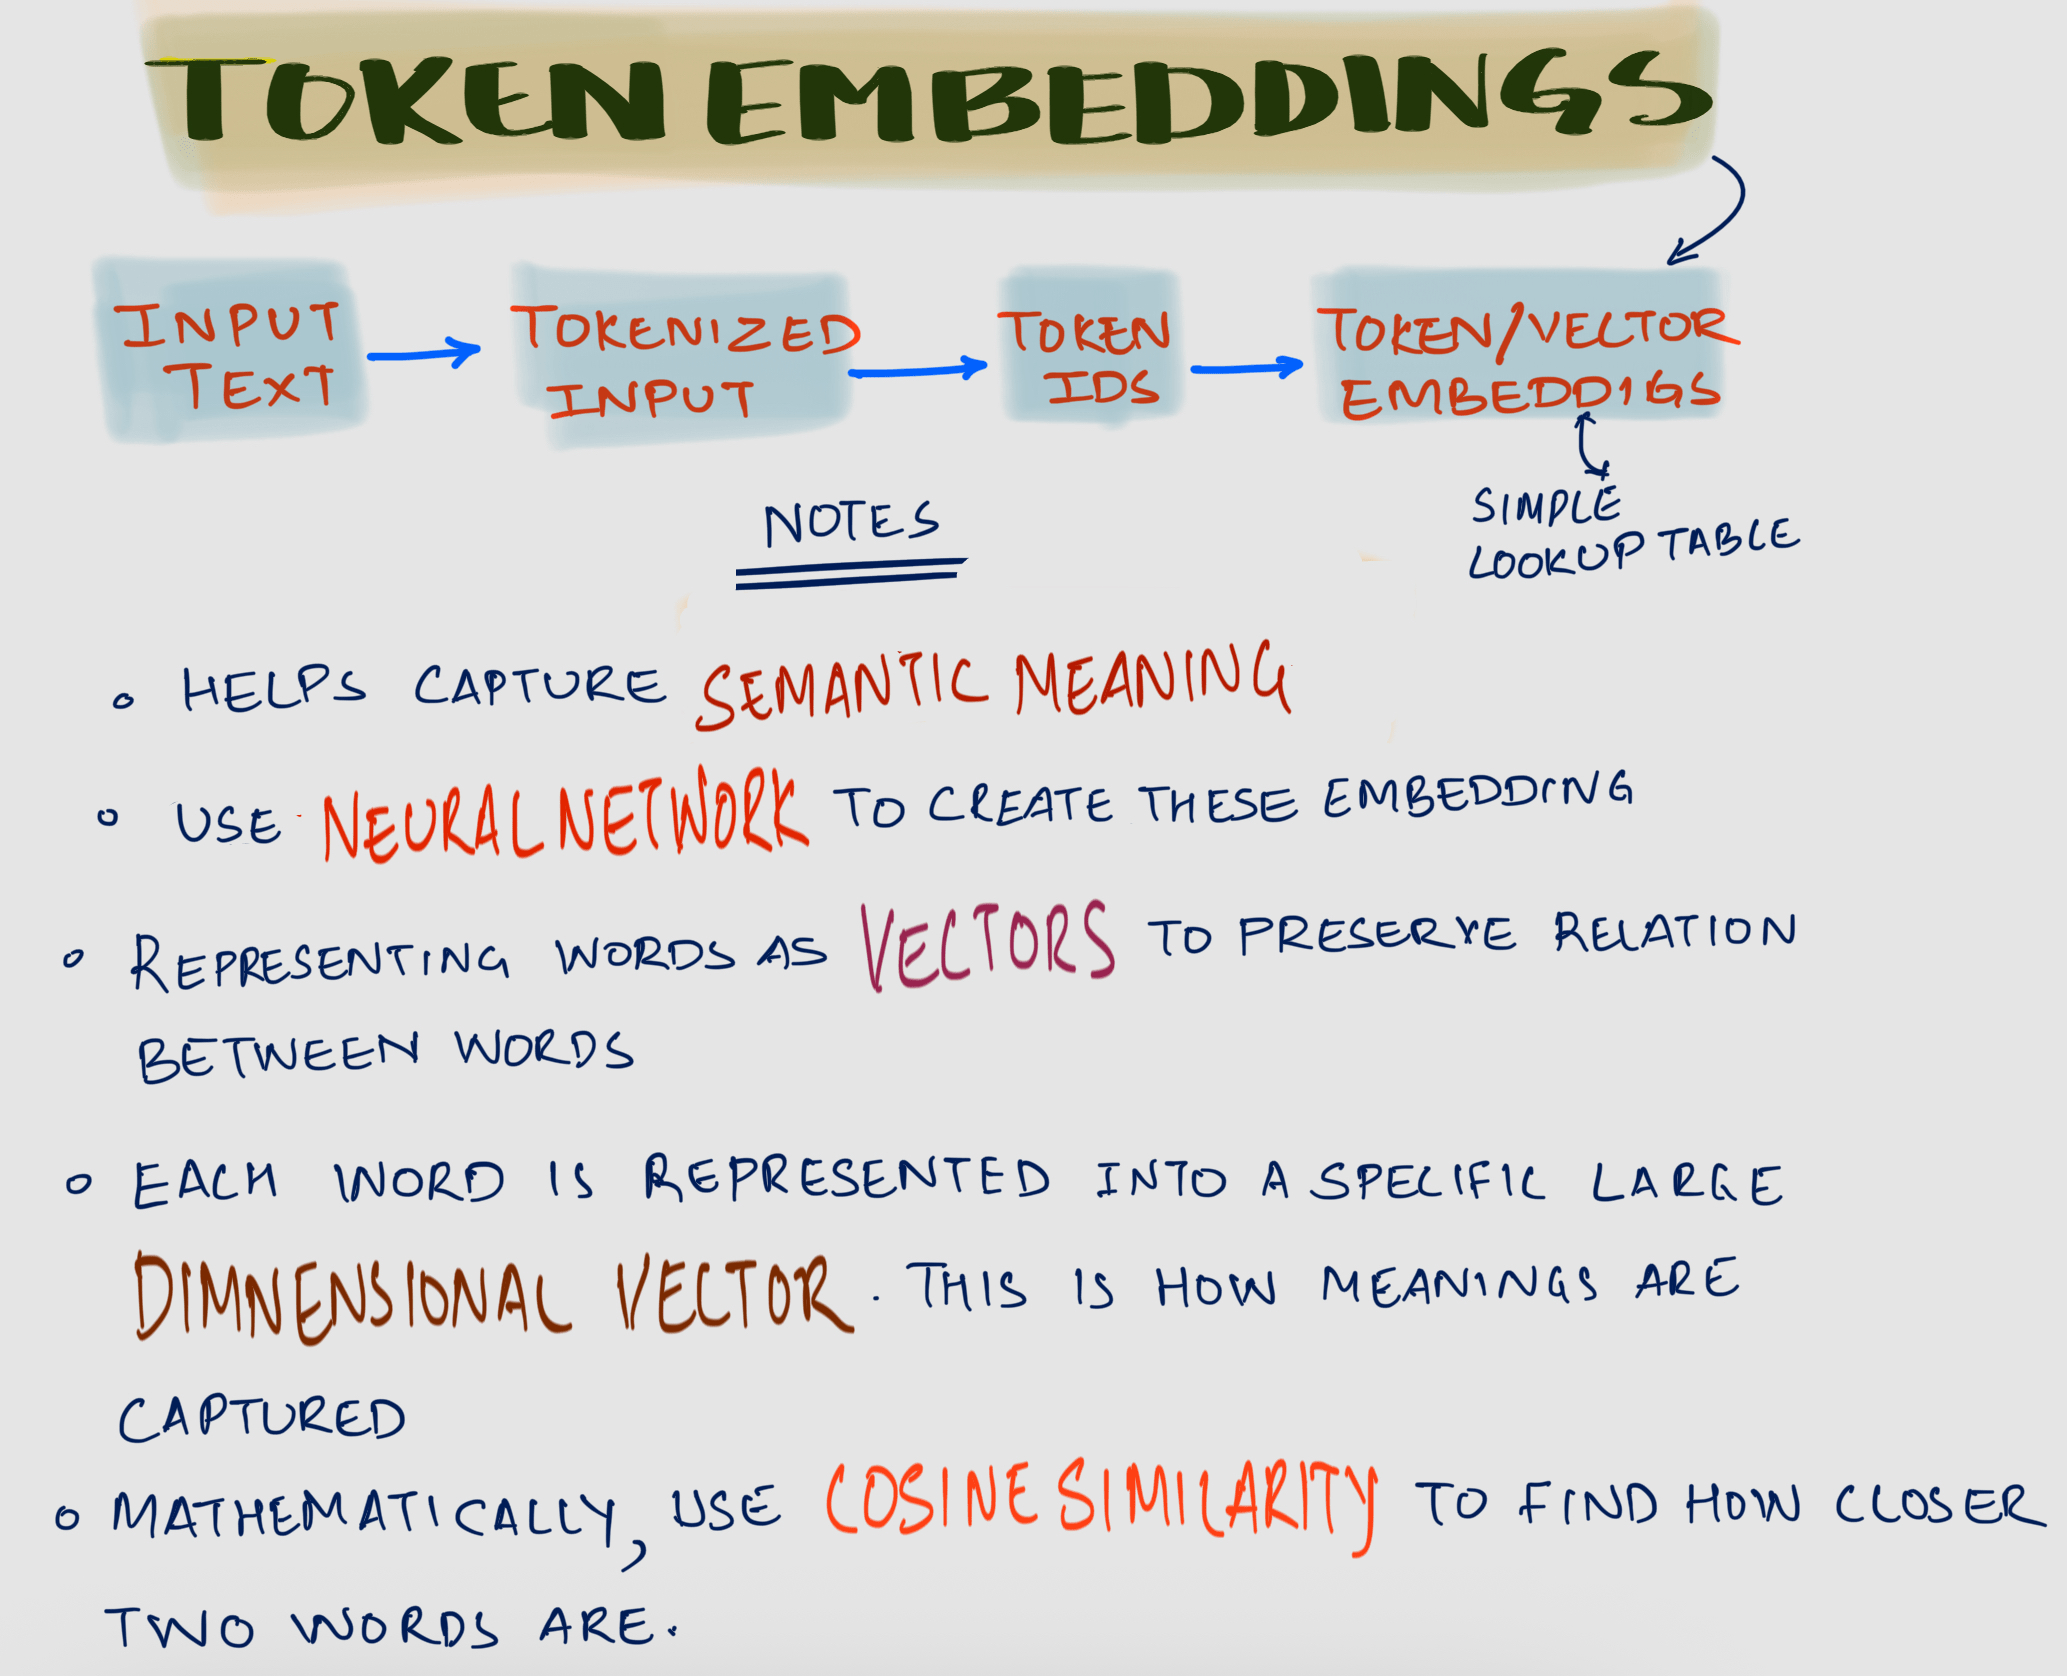 TOKEN EMBEDDINGS
INPUT
TEXT
TOKENIZED
INPUT
TOKEN
IDS
TOKEN/VECTOR
EMBEDDIGS
SIMPLE
LOOKUP TABLE
NOTES
HELPS CAPTURE SEMANTIC MEANING
USE NEURAL NETWORK TO CREATE THESE EMBEDDING
REPRESENTING WORDS AS VECTORS TO PRESERVE RELATION
BETWEEN WORDS
EACH WORD IS REPRESENTED INTO A SPECIFIC LARGE
DIMNENSIONAL VECTOR. THIS IS HOW MEANINGS ARE
CAPTURED
MATHEMATICALLY, USE COSINE SIMILARITY TO FIND HOW CLOSER
TWO WORDS ARE.